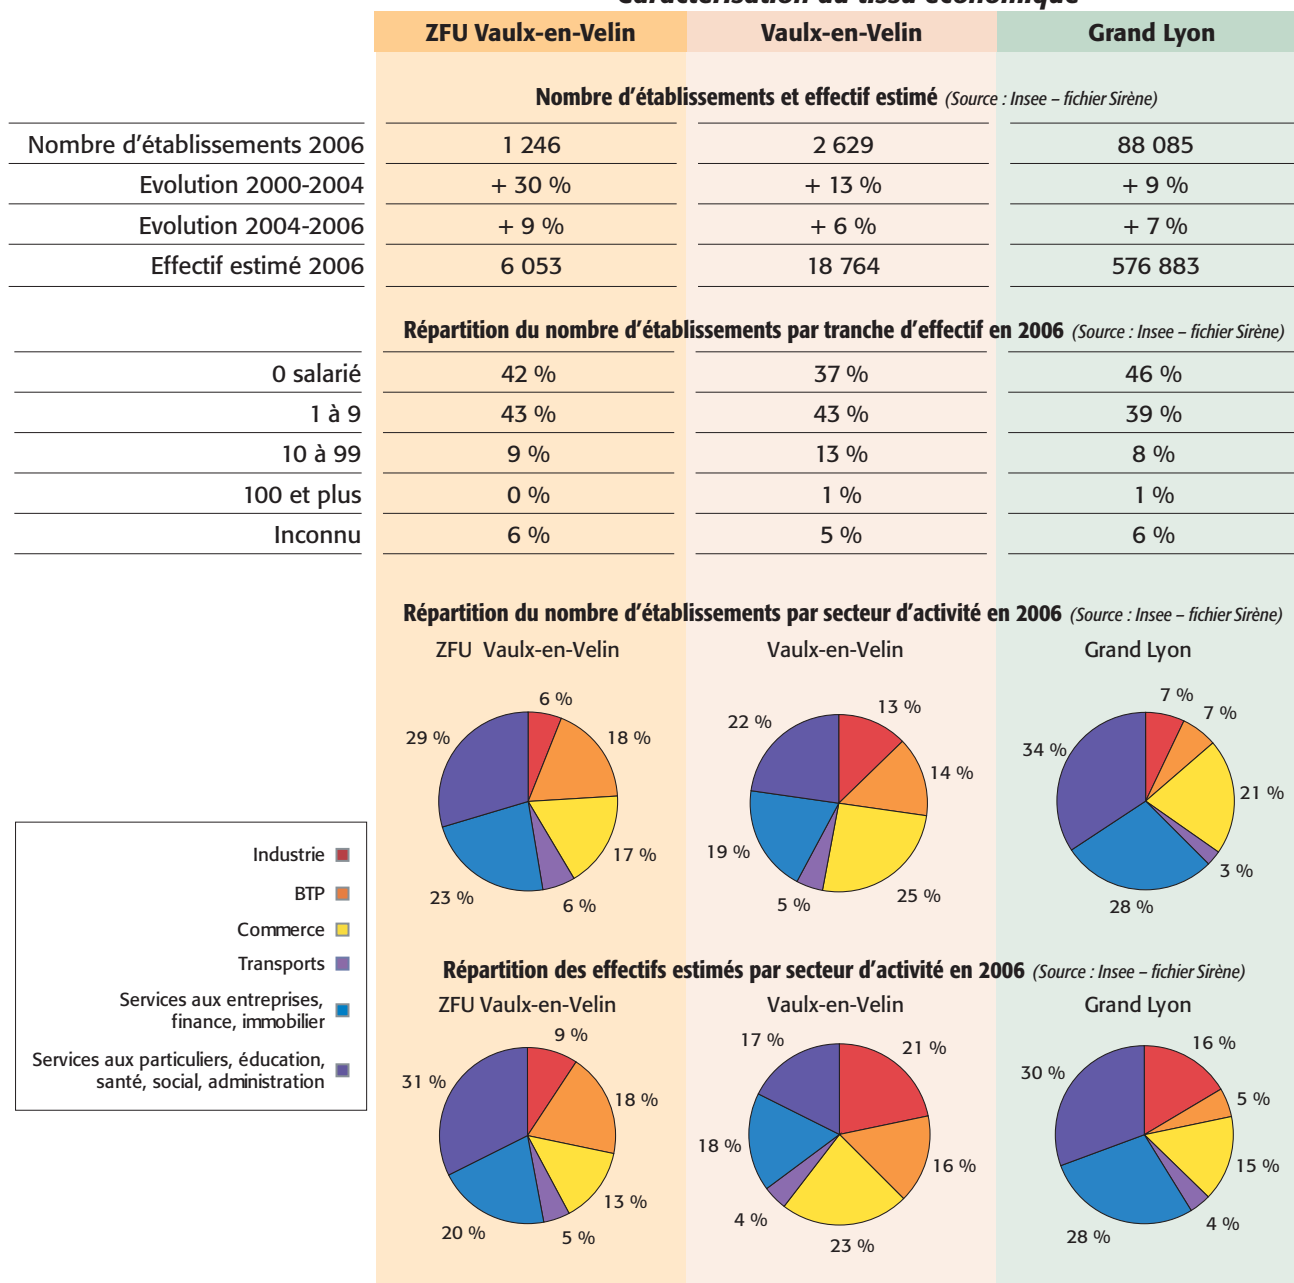 Caractérisation du tissu économique
ZFU Vaulx-en-Velin Vaulx-en-Velin Grand Lyon
Nombre d'établissements et effectif estimé (Source : Insee – fichier Sirène)
Nombre d'établissements 2006 1 246 2 629 88 085
Evolution 2000-2004 + 30 % + 13 % + 9 %
Evolution 2004-2006 + 9 % + 6 % + 7 %
Effectif estimé 2006 6 053 18 764 576 883
Répartition du nombre d'établissements par tranche d'effectif en 2006 (Source : Insee – fichier Sirène)
0 salarié 42 % 37 % 46 %
1 à 9 43 % 43 % 39 %
10 à 99 9 % 13 % 8 %
100 et plus 0 % 1 % 1 %
Inconnu 6 % 5 % 6 %
Répartition du nombre d'établissements par secteur d'activité en 2006 (Source : Insee – fichier Sirène)
ZFU Vaulx-en-Velin Vaulx-en-Velin Grand Lyon
6 %
18 %
17 %
6 %
23 %
29 %
13 %
14 %
25 %
5 %
19 %
22 %
7 %
7 %
21 %
3 %
28 %
34 %
Industrie
BTP
Commerce
Transports
Services aux entreprises,
finance, immobilier
Services aux particuliers, éducation,
santé, social, administration
Répartition des effectifs estimés par secteur d'activité en 2006 (Source : Insee – fichier Sirène)
ZFU Vaulx-en-Velin Vaulx-en-Velin Grand Lyon
9 %
18 %
13 %
5 %
20 %
31 %
21 %
16 %
23 %
4 %
18 %
17 %
16 %
5 %
15 %
4 %
28 %
30 %